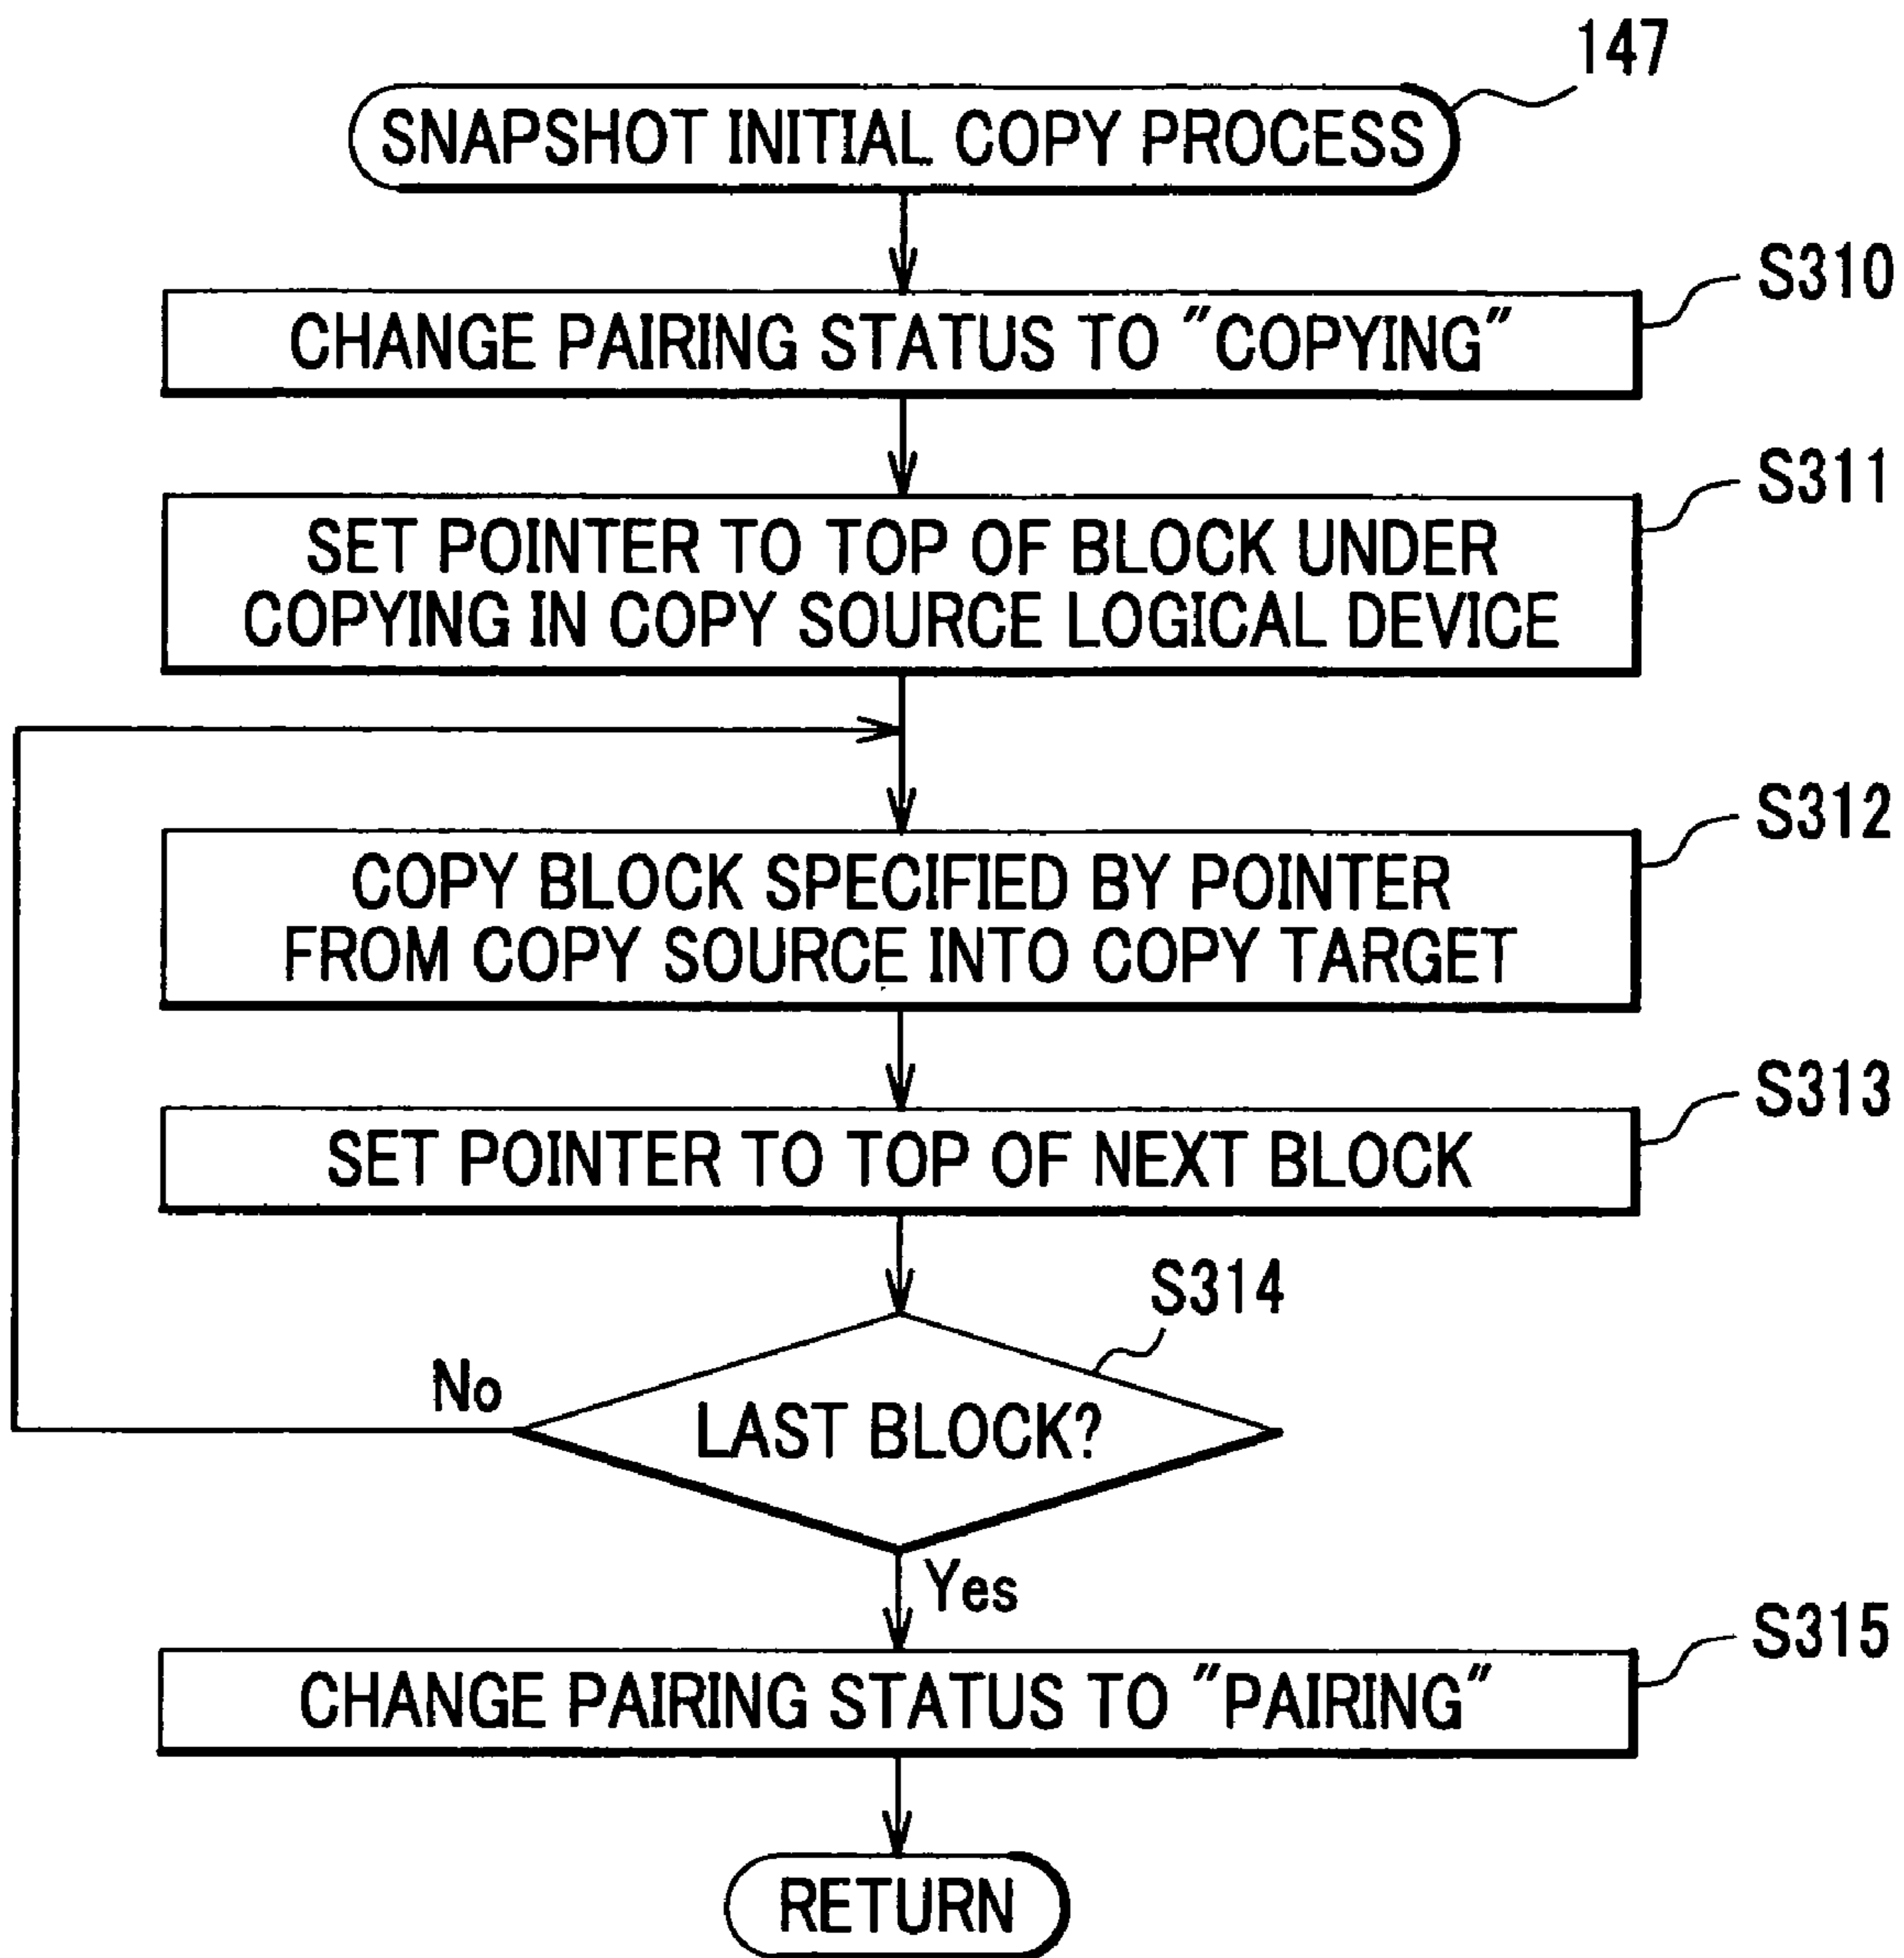 147
SNAPSHOT INITIAL COPY PROCESS
S310
CHANGE PAIRING STATUS TO "COPYING"
S311
SET POINTER TO TOP OF BLOCK UNDER
COPYING IN COPY SOURCE LOGICAL DEVICE
S312
COPY BLOCK SPECIFIED BY POINTER
FROM COPY SOURCE INTO COPY TARGET
S313
SET POINTER TO TOP OF NEXT BLOCK
S314
No
LAST BLOCK?
Yes
S315
CHANGE PAIRING STATUS TO "PAIRING"
RETURN